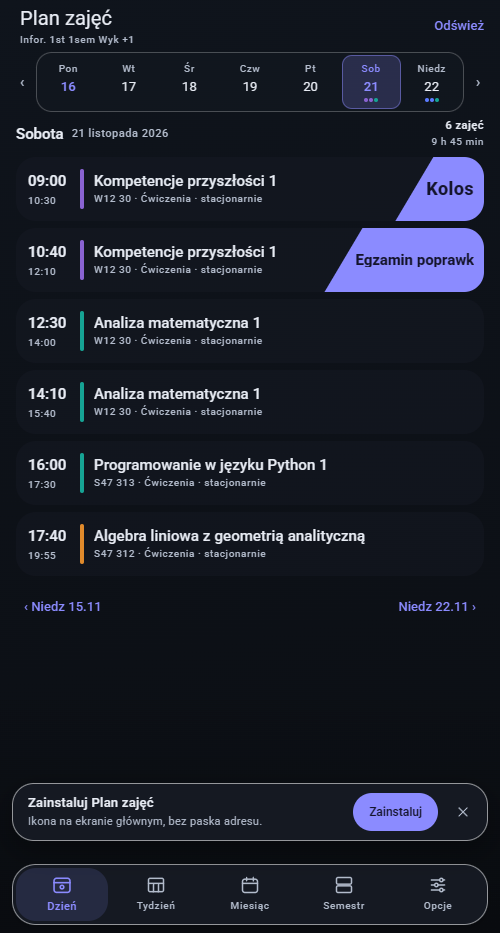 Plan zajęć
Odśwież
Infor. 1st 1sem Wyk +1
‹ Pon Wt Śr Czw Pt Sob Niedz ›
16 17 18 19 20 21 22
Sobota 21 listopada 2026
6 zajęć
9 h 45 min
09:00 Kompetencje przyszłości 1
10:30 W12 30 · Ćwiczenia · stacjonarnie
Kolos
10:40 Kompetencje przyszłości 1
12:10 W12 30 · Ćwiczenia · stacjonarnie
Egzamin poprawk
12:30 Analiza matematyczna 1
14:00 W12 30 · Ćwiczenia · stacjonarnie
14:10 Analiza matematyczna 1
15:40 W12 30 · Ćwiczenia · stacjonarnie
16:00 Programowanie w języku Python 1
17:30 S47 313 · Ćwiczenia · stacjonarnie
17:40 Algebra liniowa z geometrią analityczną
19:55 S47 312 · Ćwiczenia · stacjonarnie
‹ Niedz 15.11 Niedz 22.11 ›
Zainstaluj Plan zajęć
Ikona na ekranie głównym, bez paska adresu.
Zainstaluj
Dzień Tydzień Miesiąc Semestr Opcje